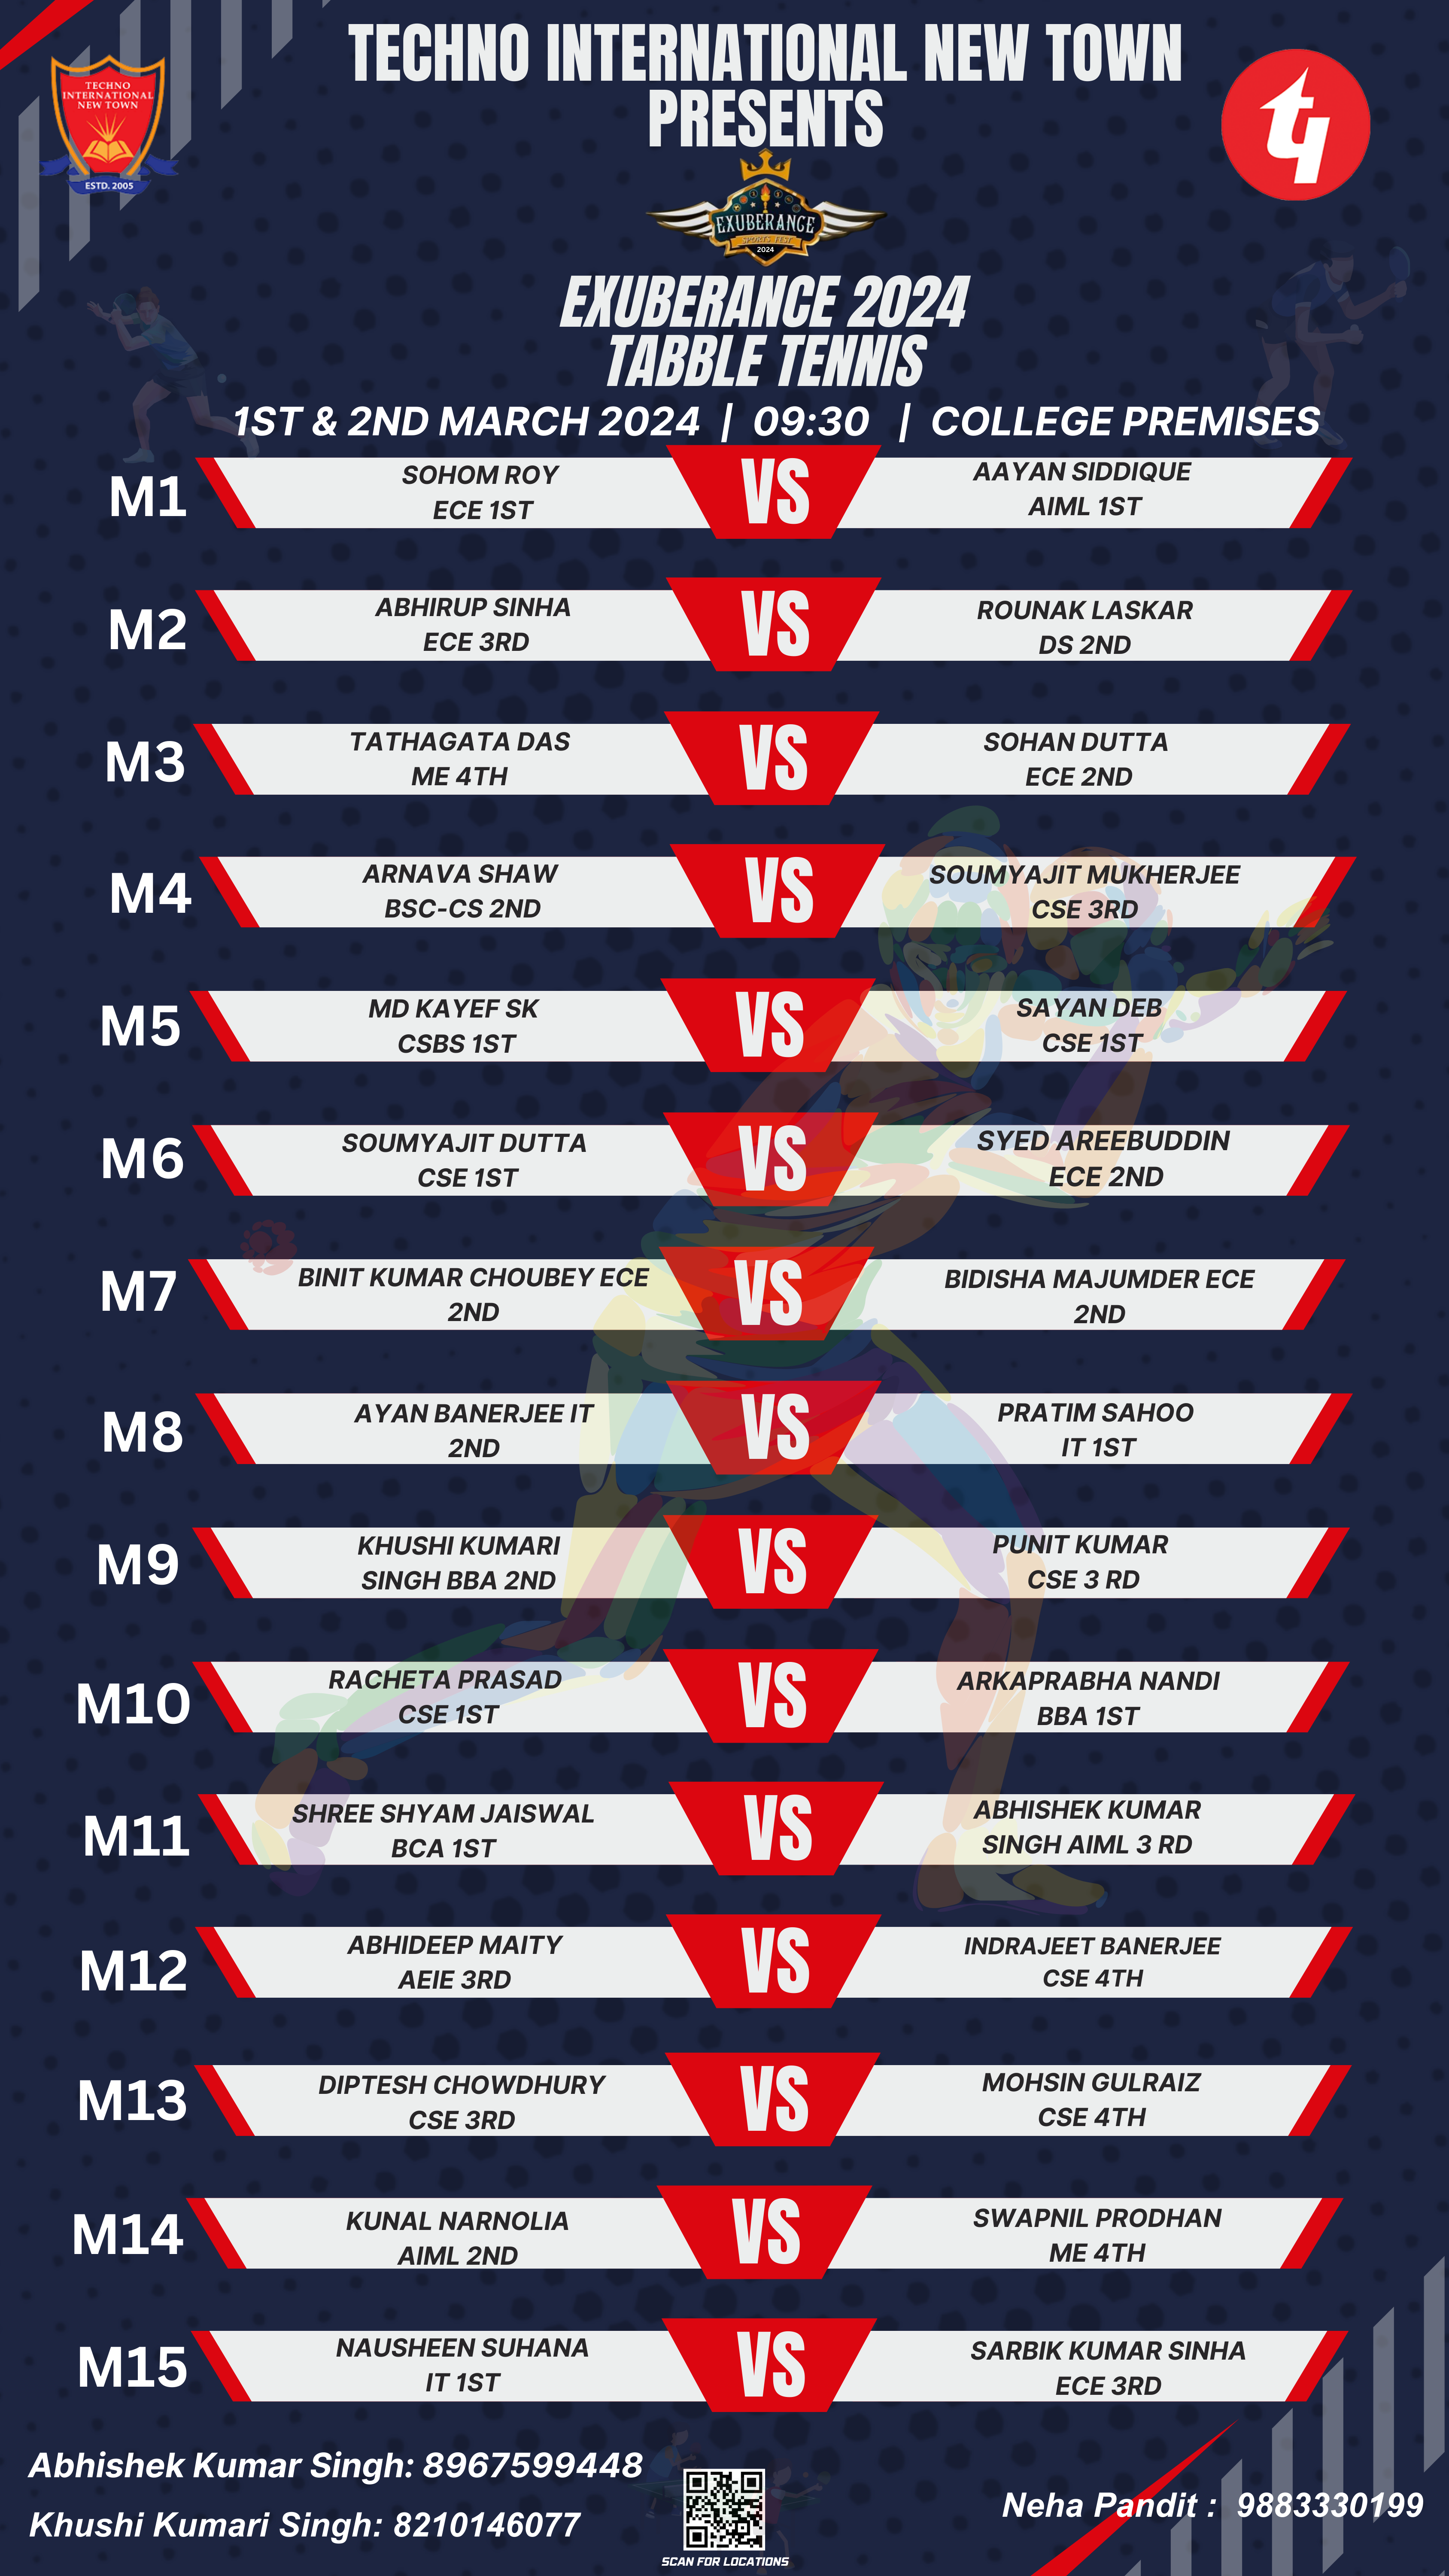 TECHNO INTERNATIONAL NEW TOWN
PRESENTS
TECHNO
INTERNATIONAL
NEW TOWN
ESTD. 2005
EXUBERANCE
SPORTS FEST
2024
EXUBERANCE 2024
TABBLE TENNIS
1ST & 2ND MARCH 2024 | 09:30 | COLLEGE PREMISES
M1
SOHOM ROY
ECE 1ST
VS
AAYAN SIDDIQUE
AIML 1ST
M2
ABHIRUP SINHA
ECE 3RD
VS
ROUNAK LASKAR
DS 2ND
M3
TATHAGATA DAS
ME 4TH
VS
SOHAN DUTTA
ECE 2ND
M4
ARNAVA SHAW
BSC-CS 2ND
VS
SOUMYAJIT MUKHERJEE
CSE 3RD
M5
MD KAYEF SK
CSBS 1ST
VS
SAYAN DEB
CSE 1ST
M6
SOUMYAJIT DUTTA
CSE 1ST
VS
SYED AREEBUDDIN
ECE 2ND
M7
BINIT KUMAR CHOUBEY ECE
2ND
VS
BIDISHA MAJUMDER ECE
2ND
M8
AYAN BANERJEE IT
2ND
VS
PRATIM SAHOO
IT 1ST
M9
KHUSHI KUMARI
SINGH BBA 2ND
VS
PUNIT KUMAR
CSE 3 RD
M10
RACHETA PRASAD
CSE 1ST
VS
ARKAPRABHA NANDI
BBA 1ST
M11
SHREE SHYAM JAISWAL
BCA 1ST
VS
ABHISHEK KUMAR
SINGH AIML 3 RD
M12
ABHIDEEP MAITY
AEIE 3RD
VS
INDRAJEET BANERJEE
CSE 4TH
M13
DIPTESH CHOWDHURY
CSE 3RD
VS
MOHSIN GULRAIZ
CSE 4TH
M14
KUNAL NARNOLIA
AIML 2ND
VS
SWAPNIL PRODHAN
ME 4TH
M15
NAUSHEEN SUHANA
IT 1ST
VS
SARBIK KUMAR SINHA
ECE 3RD
Abhishek Kumar Singh: 8967599448
Khushi Kumari Singh: 8210146077
Neha Pandit : 9883330199
SCAN FOR LOCATIONS